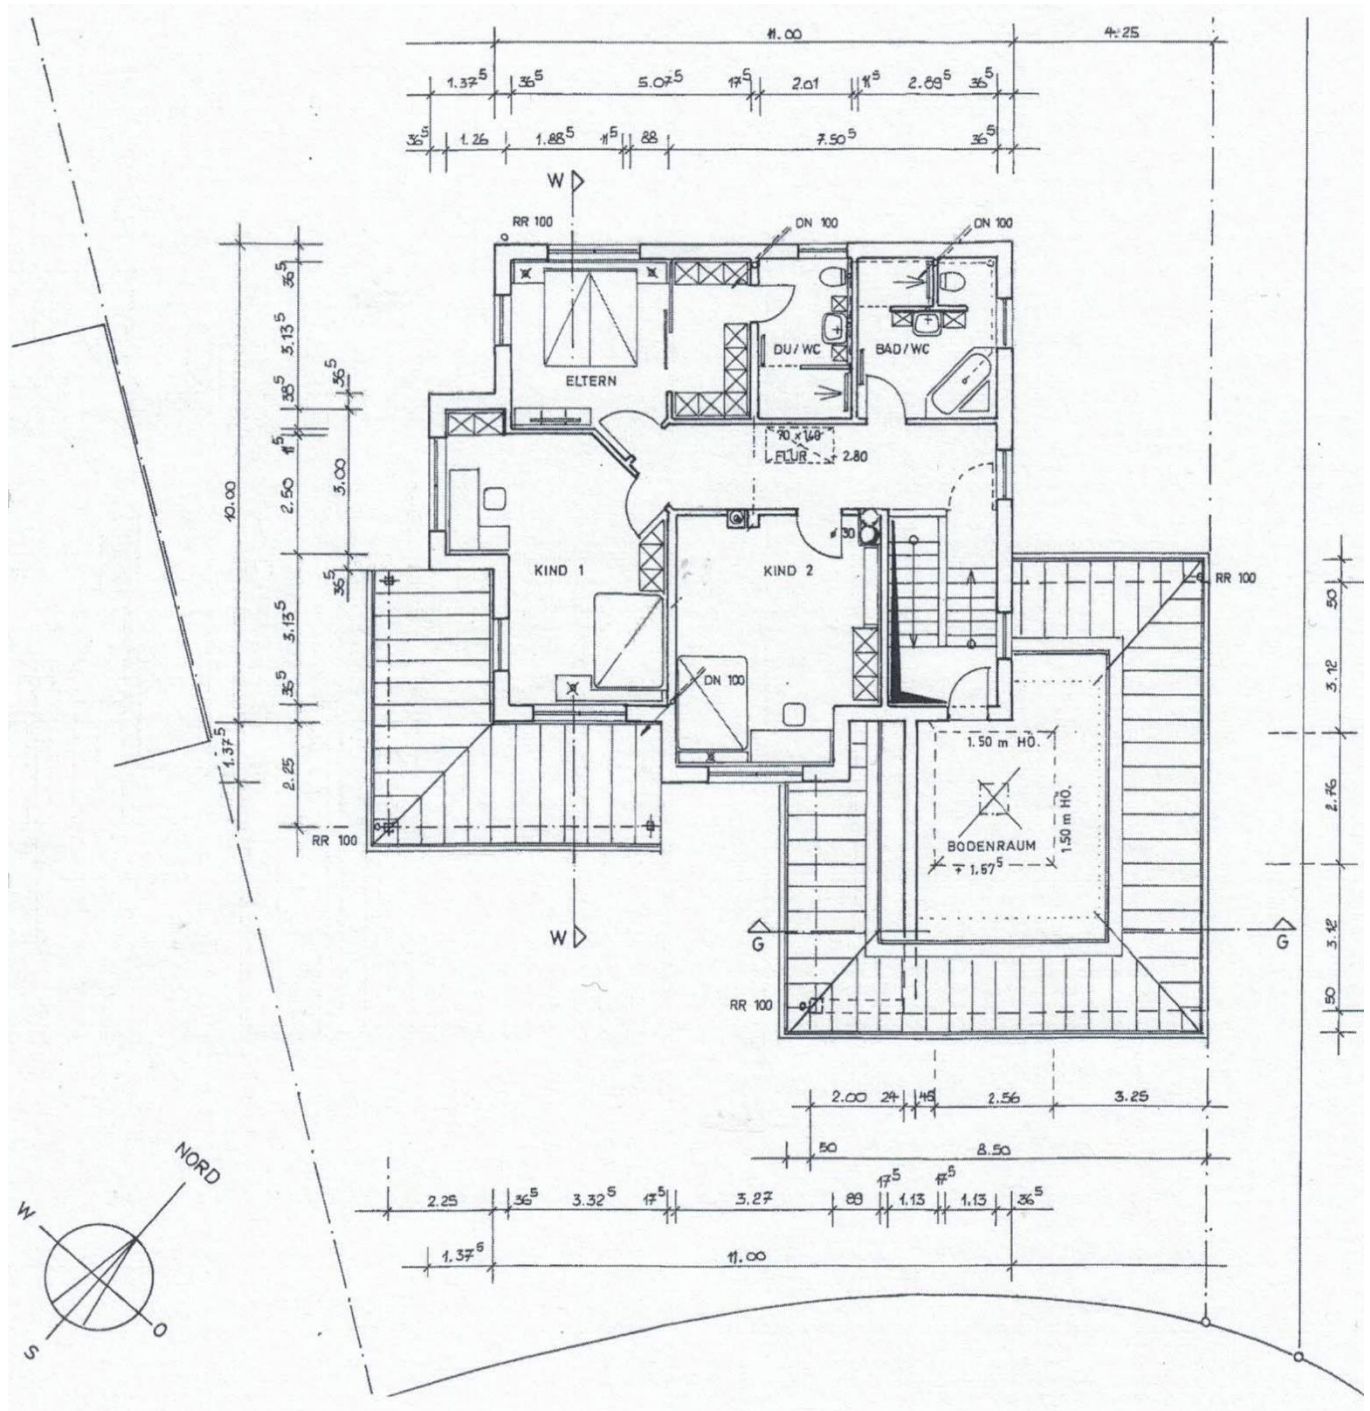 11.00 4.25
1.37⁵ 36⁵ 5.07⁵ 17⁵ 2.01 11⁵ 2.89⁵ 36⁵
36⁵ 1.26 1.88⁵ 11⁵ 88 7.50⁵ 36⁵
W
RR 100 DN 100 DN 100
36⁵
3.13⁵
38⁵
11⁵
2.50
3.13⁵
36⁵
2.25
36⁵
3.00
36⁵
10.00
1.37⁵
ELTERN
DU/WC
BAD/WC
70 x 140
FLUR
2.80
KIND 1
KIND 2
ø 30
RR 100
DN 100
50
3.12
2.76
3.12
50
1.50 m HÖ.
1.50 m HÖ.
BODENRAUM
+ 1.57⁵
RR 100
W
G G
RR 100
2.00 24 45 2.56 3.25
50 8.50
17⁵ 17⁵
2.25 36⁵ 3.32⁵ 17⁵ 3.27 89 1.13 1.13 36⁵
1.37⁵ 11.00
NORD
W
O
S